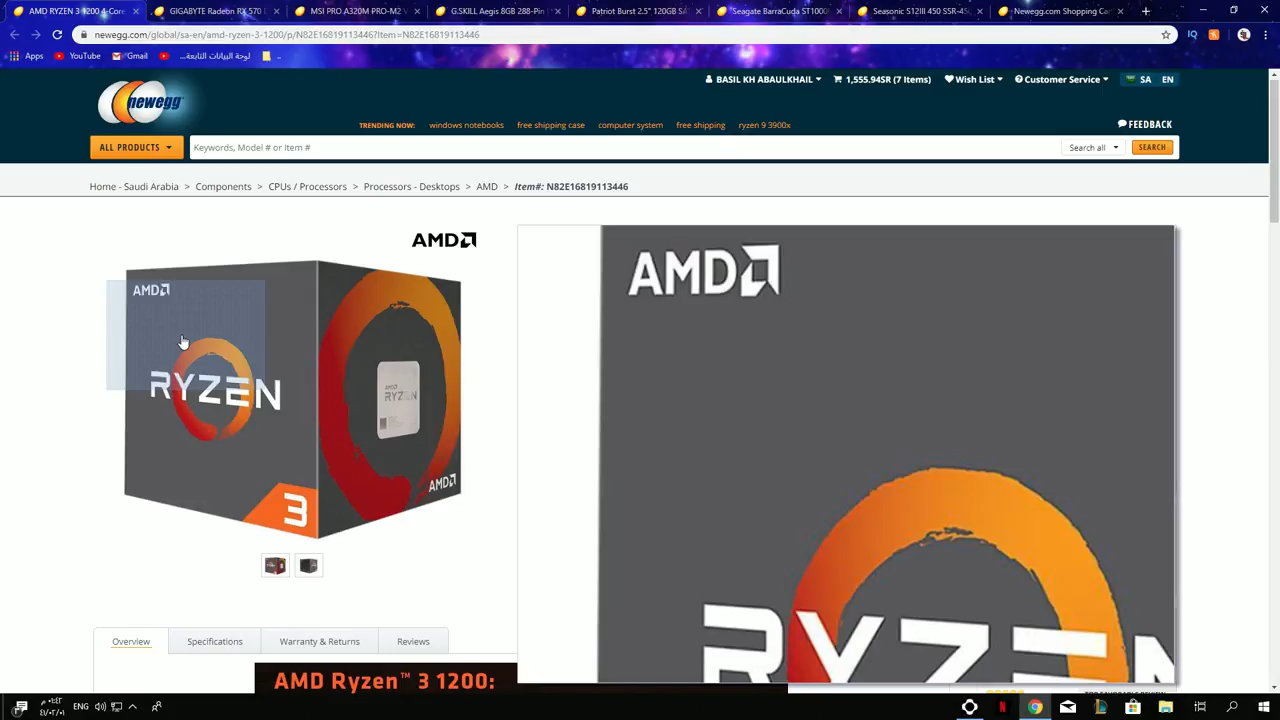 AMD RYZEN 3 1200 4-Core
GIGABYTE Radeon RX 570
MSI PRO A320M PRO-M2 V
G.SKILL Aegis 8GB 288-Pin
Patriot Burst 2.5" 120GB SA
Seagate BarraCuda ST1000
Seasonic S12III 450 SSR-45
Newegg.com Shopping Car
newegg.com/global/sa-en/amd-ryzen-3-1200/p/N82E16819113446?Item=N82E16819113446
Apps
YouTube
Gmail
لوحة البيانات التابعة...
newegg
BASIL KH ABAULKHAIL
1,555.94SR (7 Items)
Wish List
Customer Service
SA
EN
TRENDING NOW: windows notebooks free shipping case computer system free shipping ryzen 9 3900x
FEEDBACK
ALL PRODUCTS
Keywords, Model # or Item #
Search all
SEARCH
Home - Saudi Arabia > Components > CPUs / Processors > Processors - Desktops > AMD > Item#: N82E16819113446
AMD
AMD
RYZEN
3
AMD
RYZEN
AMD
AMD
RYZEN
Overview
Specifications
Warranty & Returns
Reviews
AMD Ryzen™ 3 1200:
ENG